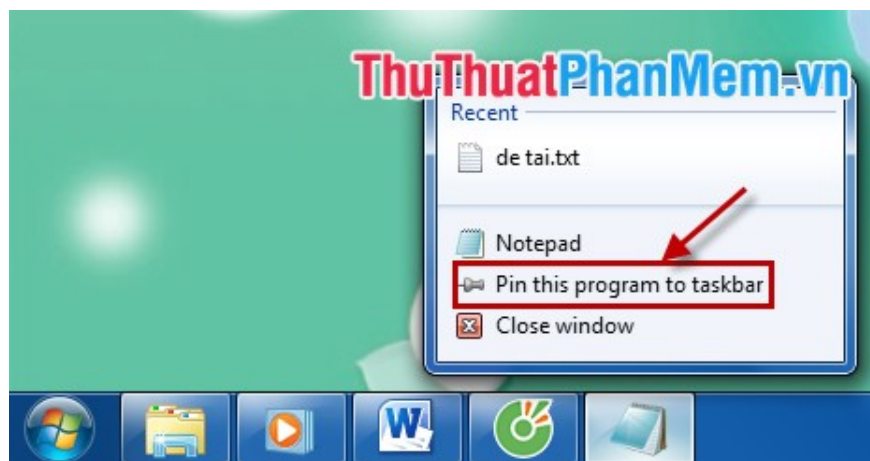 ThuThuatPhanMem.vn
Recent
de tai.txt
Notepad
Pin this program to taskbar
Close window
W